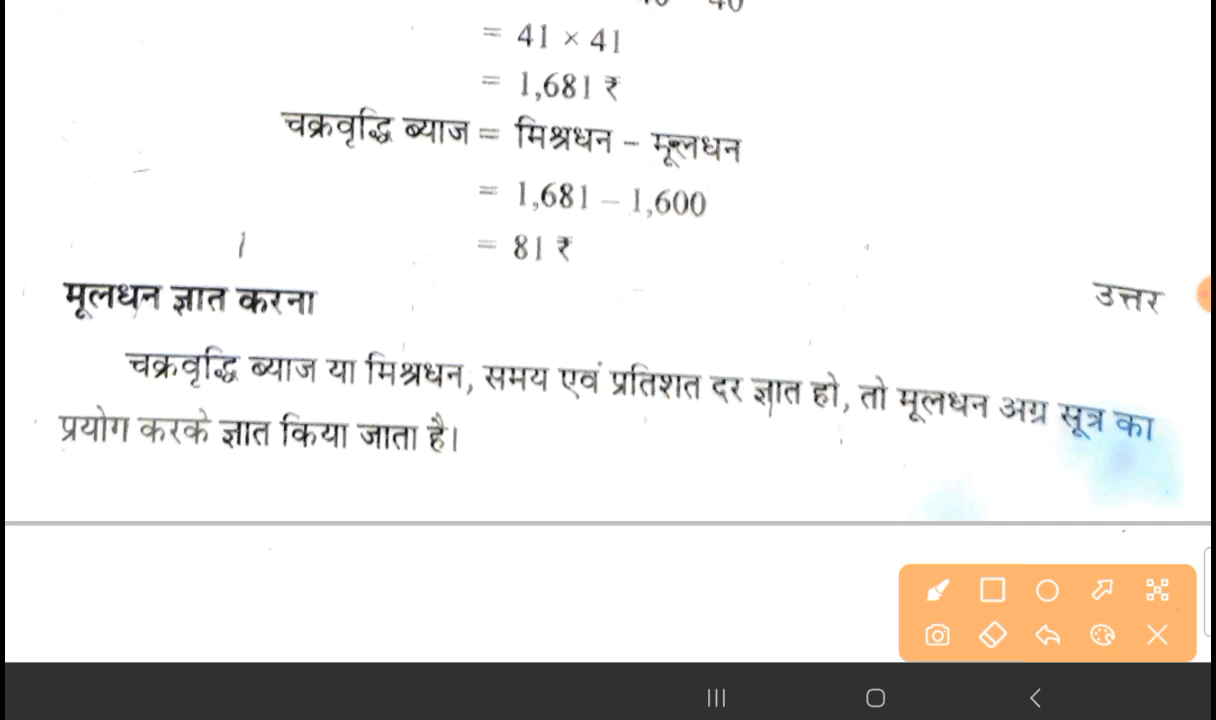 = 41 × 41
= 1,681 ₹
चक्रवृद्धि ब्याज = मिश्रधन – मूलधन
= 1,681 – 1,600
= 81 ₹
उत्तर
मूलधन ज्ञात करना
चक्रवृद्धि ब्याज या मिश्रधन, समय एवं प्रतिशत दर ज्ञात हो, तो मूलधन अग्र सूत्र का
प्रयोग करके ज्ञात किया जाता है।